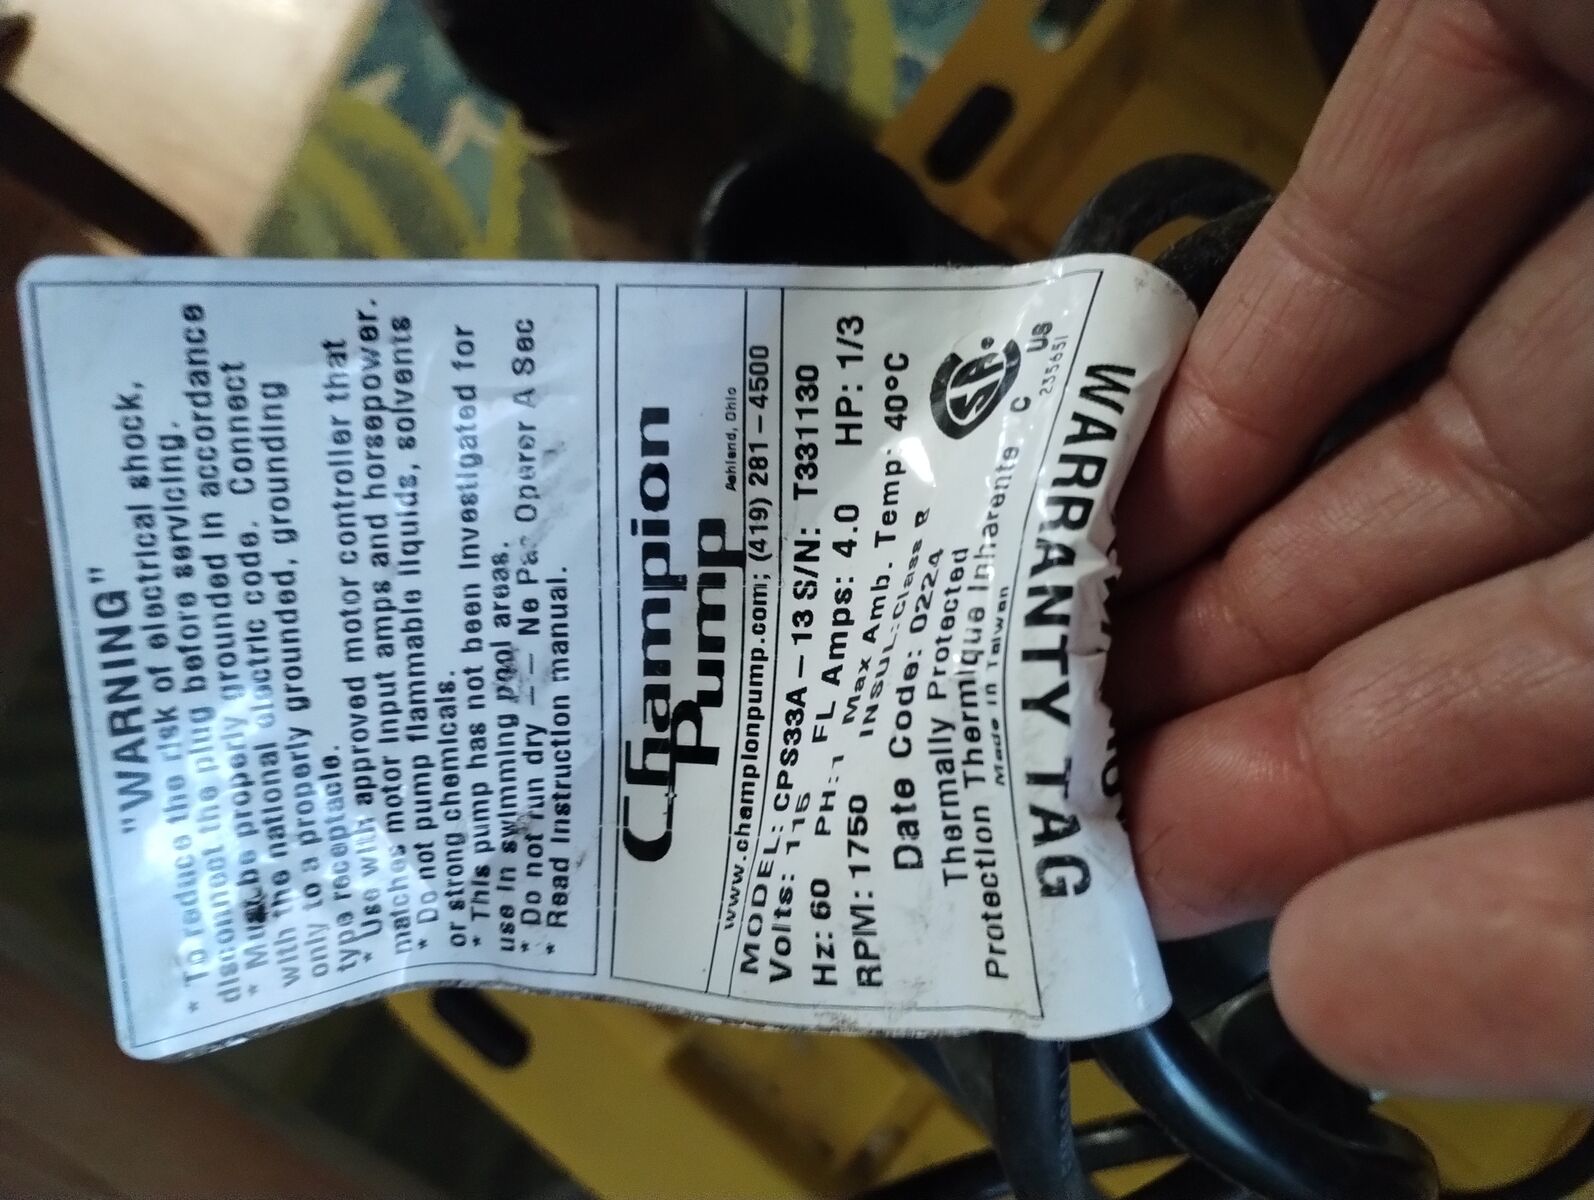 "WARNING"
* To reduce the risk of electrical shock,
disconnect the plug before servicing.
* Must be properly grounded in accordance
with the national electric code. Connect
only to a properly grounded, grounding
type receptacle.
* Use with approved motor controller that
matches motor input amps and horsepower.
* Do not pump flammable liquids, solvents
or strong chemicals.
* This pump has not been investigated for
use in swimming pool areas.
* Do not run dry -- Ne Pas Operer A Sec
* Read instruction manual.
Champion
Pump
Ashland, Ohio
www.championpump.com; (419) 281-4500
MODEL: CPS33A-13 S/N: T331130
Volts: 115 FL Amps: 4.0 HP: 1/3
Hz: 60 PH: 1 Max Amb. Temp: 40°C
RPM: 1750 INSUL:Class B
Date Code: 0224
Thermally Protected
Protection Thermique Inharente
Made in Taiwan
SA®
C US
235651
WARRANTY TAG